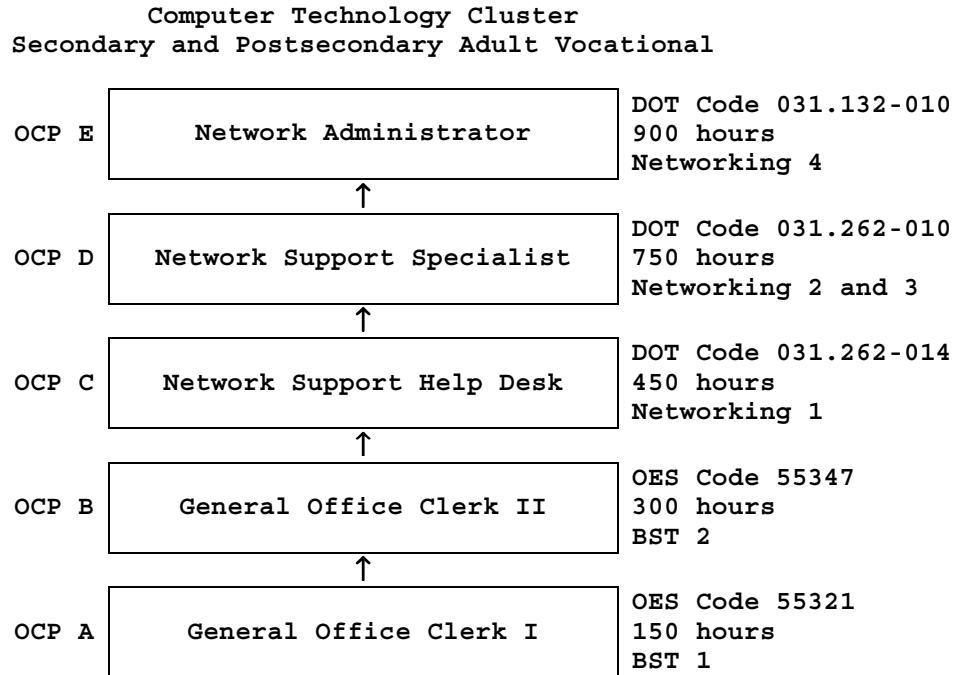 Computer Technology Cluster
Secondary and Postsecondary Adult Vocational
OCP E
Network Administrator
DOT Code 031.132-010
900 hours
Networking 4
↑
OCP D
Network Support Specialist
DOT Code 031.262-010
750 hours
Networking 2 and 3
↑
OCP C
Network Support Help Desk
DOT Code 031.262-014
450 hours
Networking 1
↑
OCP B
General Office Clerk II
OES Code 55347
300 hours
BST 2
↑
OCP A
General Office Clerk I
OES Code 55321
150 hours
BST 1